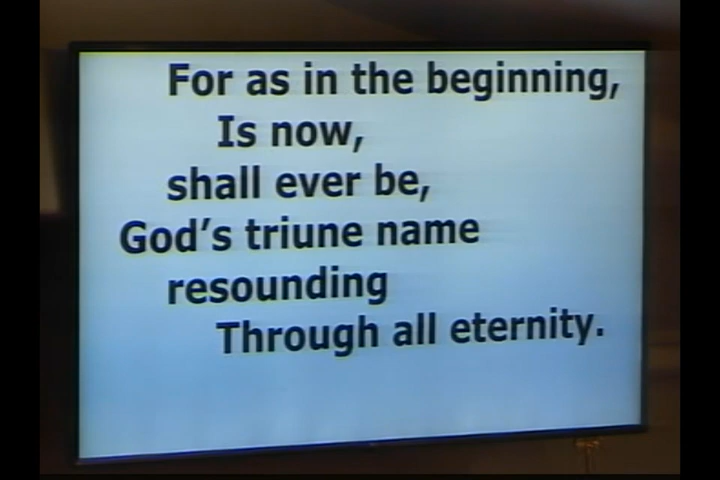 For as in the beginning,
Is now,
shall ever be,
God's triune name
resounding
Through all eternity.